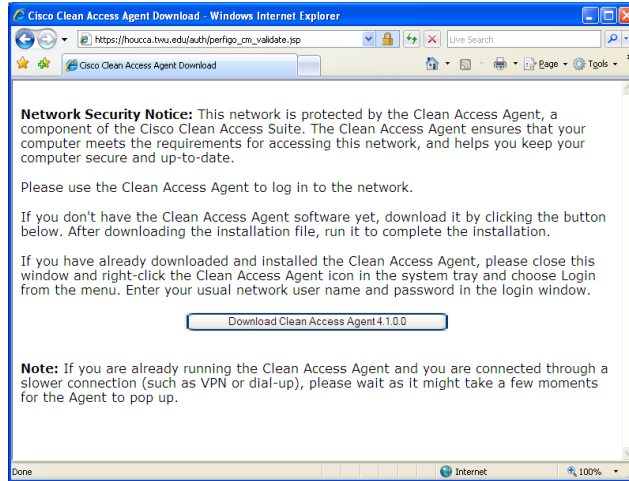 Cisco Clean Access Agent Download - Windows Internet Explorer
https://houcca.twu.edu/auth/perfigo_cm_validate.jsp
Live Search
Cisco Clean Access Agent Download
Page
Tools
Network Security Notice: This network is protected by the Clean Access Agent, a
component of the Cisco Clean Access Suite. The Clean Access Agent ensures that your
computer meets the requirements for accessing this network, and helps you keep your
computer secure and up-to-date.
Please use the Clean Access Agent to log in to the network.
If you don't have the Clean Access Agent software yet, download it by clicking the button
below. After downloading the installation file, run it to complete the installation.
If you have already downloaded and installed the Clean Access Agent, please close this
window and right-click the Clean Access Agent icon in the system tray and choose Login
from the menu. Enter your usual network user name and password in the login window.
Download Clean Access Agent 4.1.0.0
Note: If you are already running the Clean Access Agent and you are connected through a
slower connection (such as VPN or dial-up), please wait as it might take a few moments
for the Agent to pop up.
Done
Internet
100%